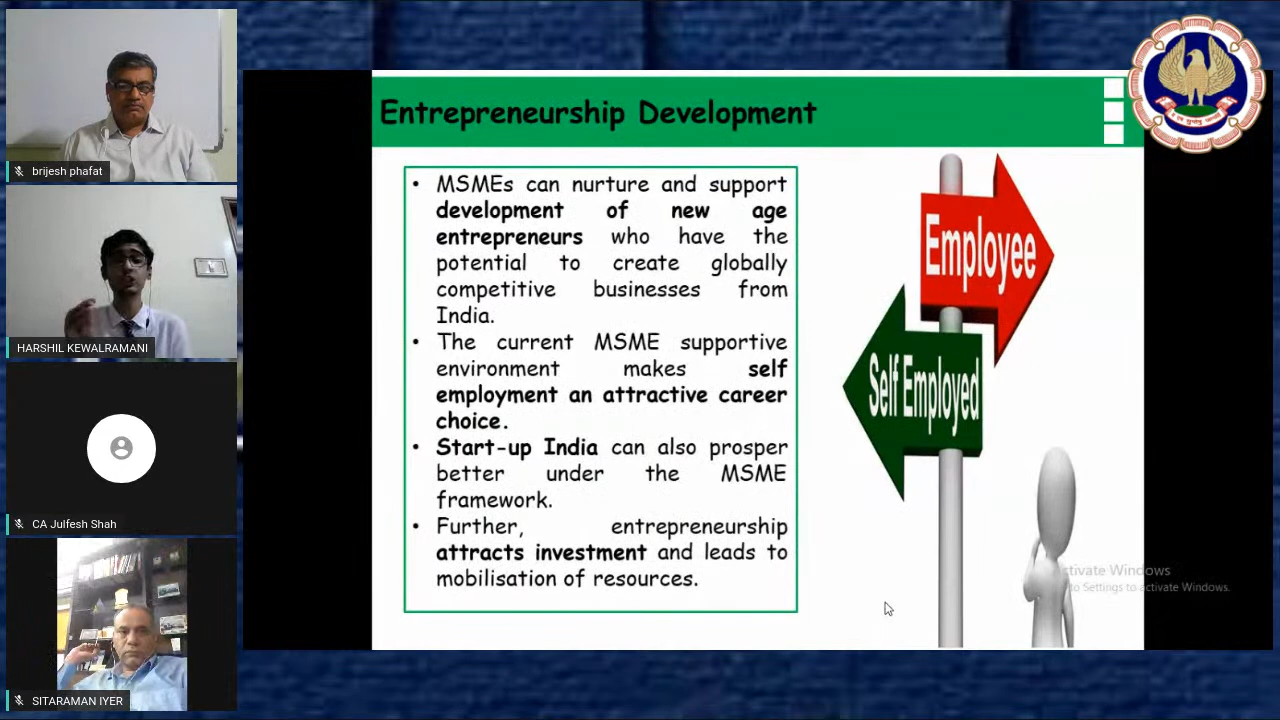 brijesh phafat
HARSHIL KEWALRAMANI
CA Julfesh Shah
SITARAMAN IYER
Entrepreneurship Development
• MSMEs can nurture and support
development of new age
entrepreneurs who have the
potential to create globally
competitive businesses from
India.
• The current MSME supportive
environment makes self
employment an attractive career
choice.
• Start-up India can also prosper
better under the MSME
framework.
• Further, entrepreneurship
attracts investment and leads to
mobilisation of resources.
Employee
Self Employed
ctivate Windows
to Settings to activate Windows.